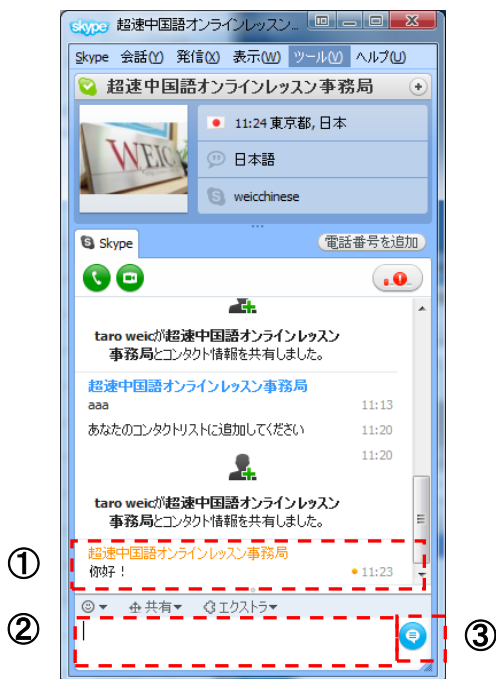 skype 超速中国語オンラインレッスン...
Skype 会話(Y) 発信(X) 表示(W) ツール(V) ヘルプ(U)
超速中国語オンラインレッスン事務局
WEIC
11:24 東京都, 日本
日本語
weicchinese
Skype
電話番号を追加
taro weicが超速中国語オンラインレッスン
事務局とコンタクト情報を共有しました。
超速中国語オンラインレッスン事務局
aaa 11:13
あなたのコンタクトリストに追加してください 11:20
11:20
taro weicが超速中国語オンラインレッスン
事務局とコンタクト情報を共有しました。
①
超速中国語オンラインレッスン事務局
你好！ 11:23
共有 エクストラ
②
③